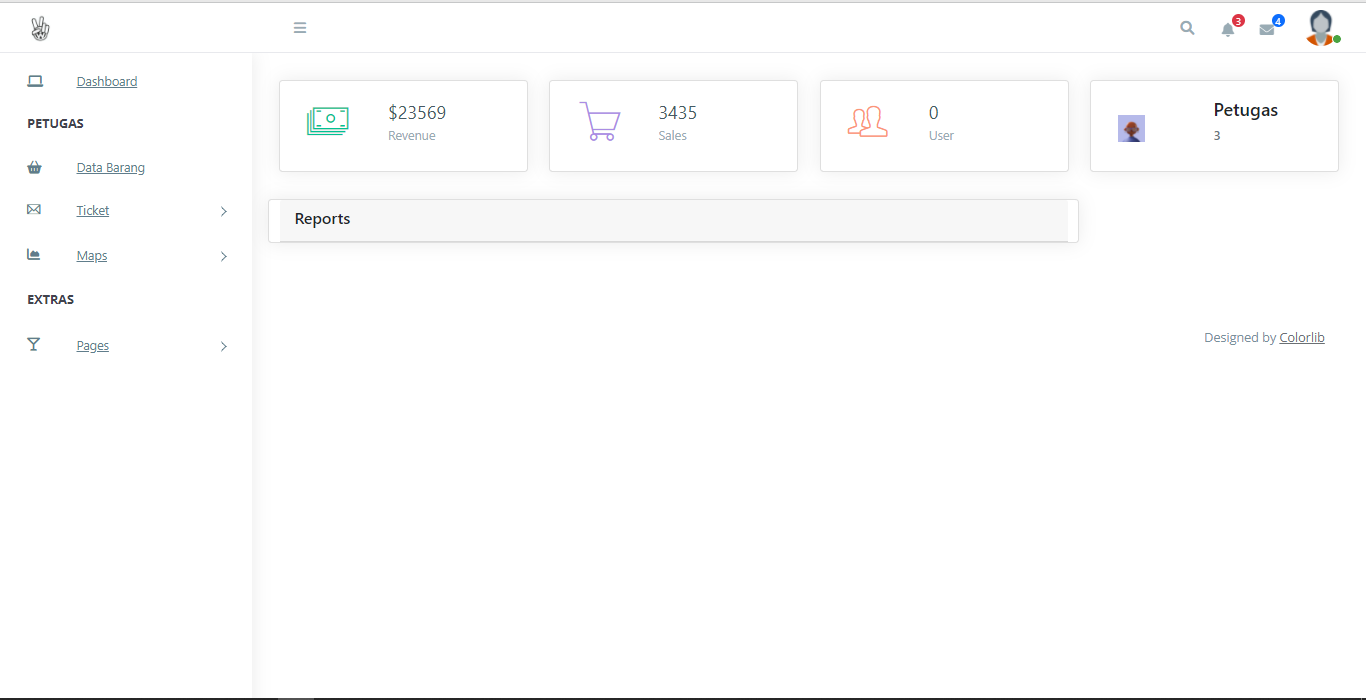 3
4
Dashboard
PETUGAS
Data Barang
Ticket
Maps
EXTRAS
Pages
$23569
Revenue
3435
Sales
0
User
Petugas
3
Reports
Designed by Colorlib